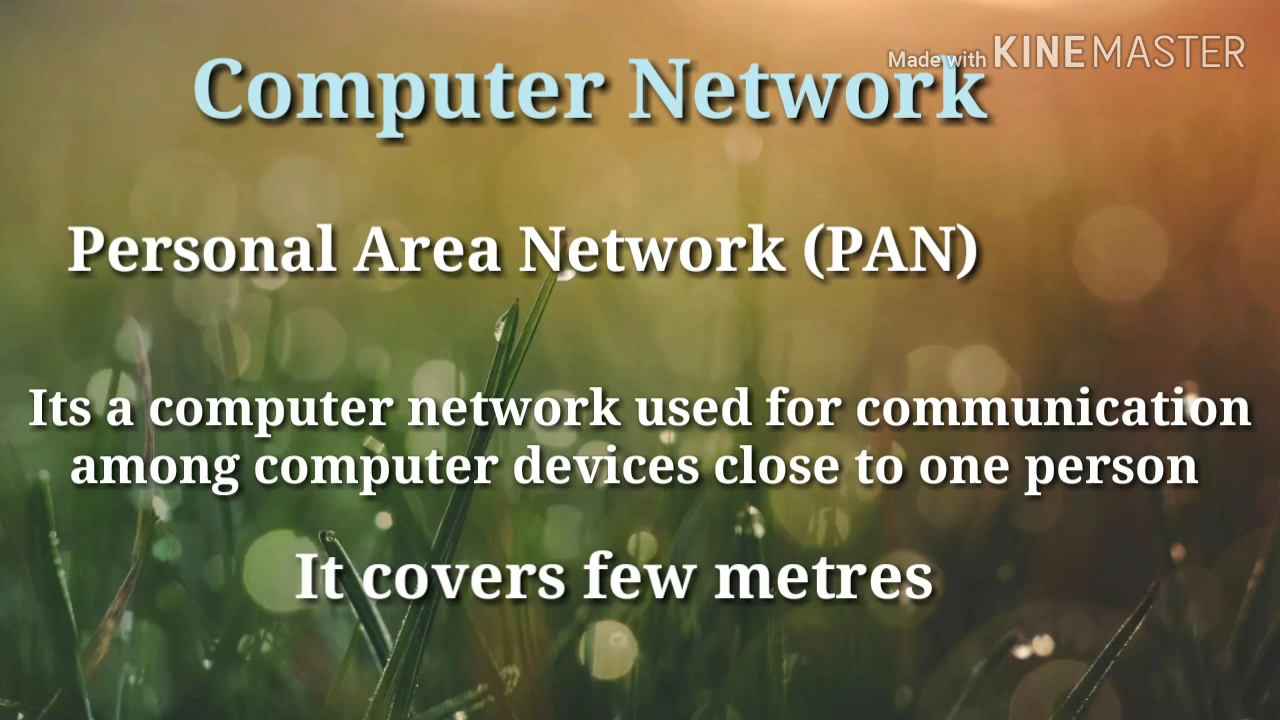 Made with KINEMASTER
Computer Network
Personal Area Network (PAN)
Its a computer network used for communication
among computer devices close to one person
It covers few metres